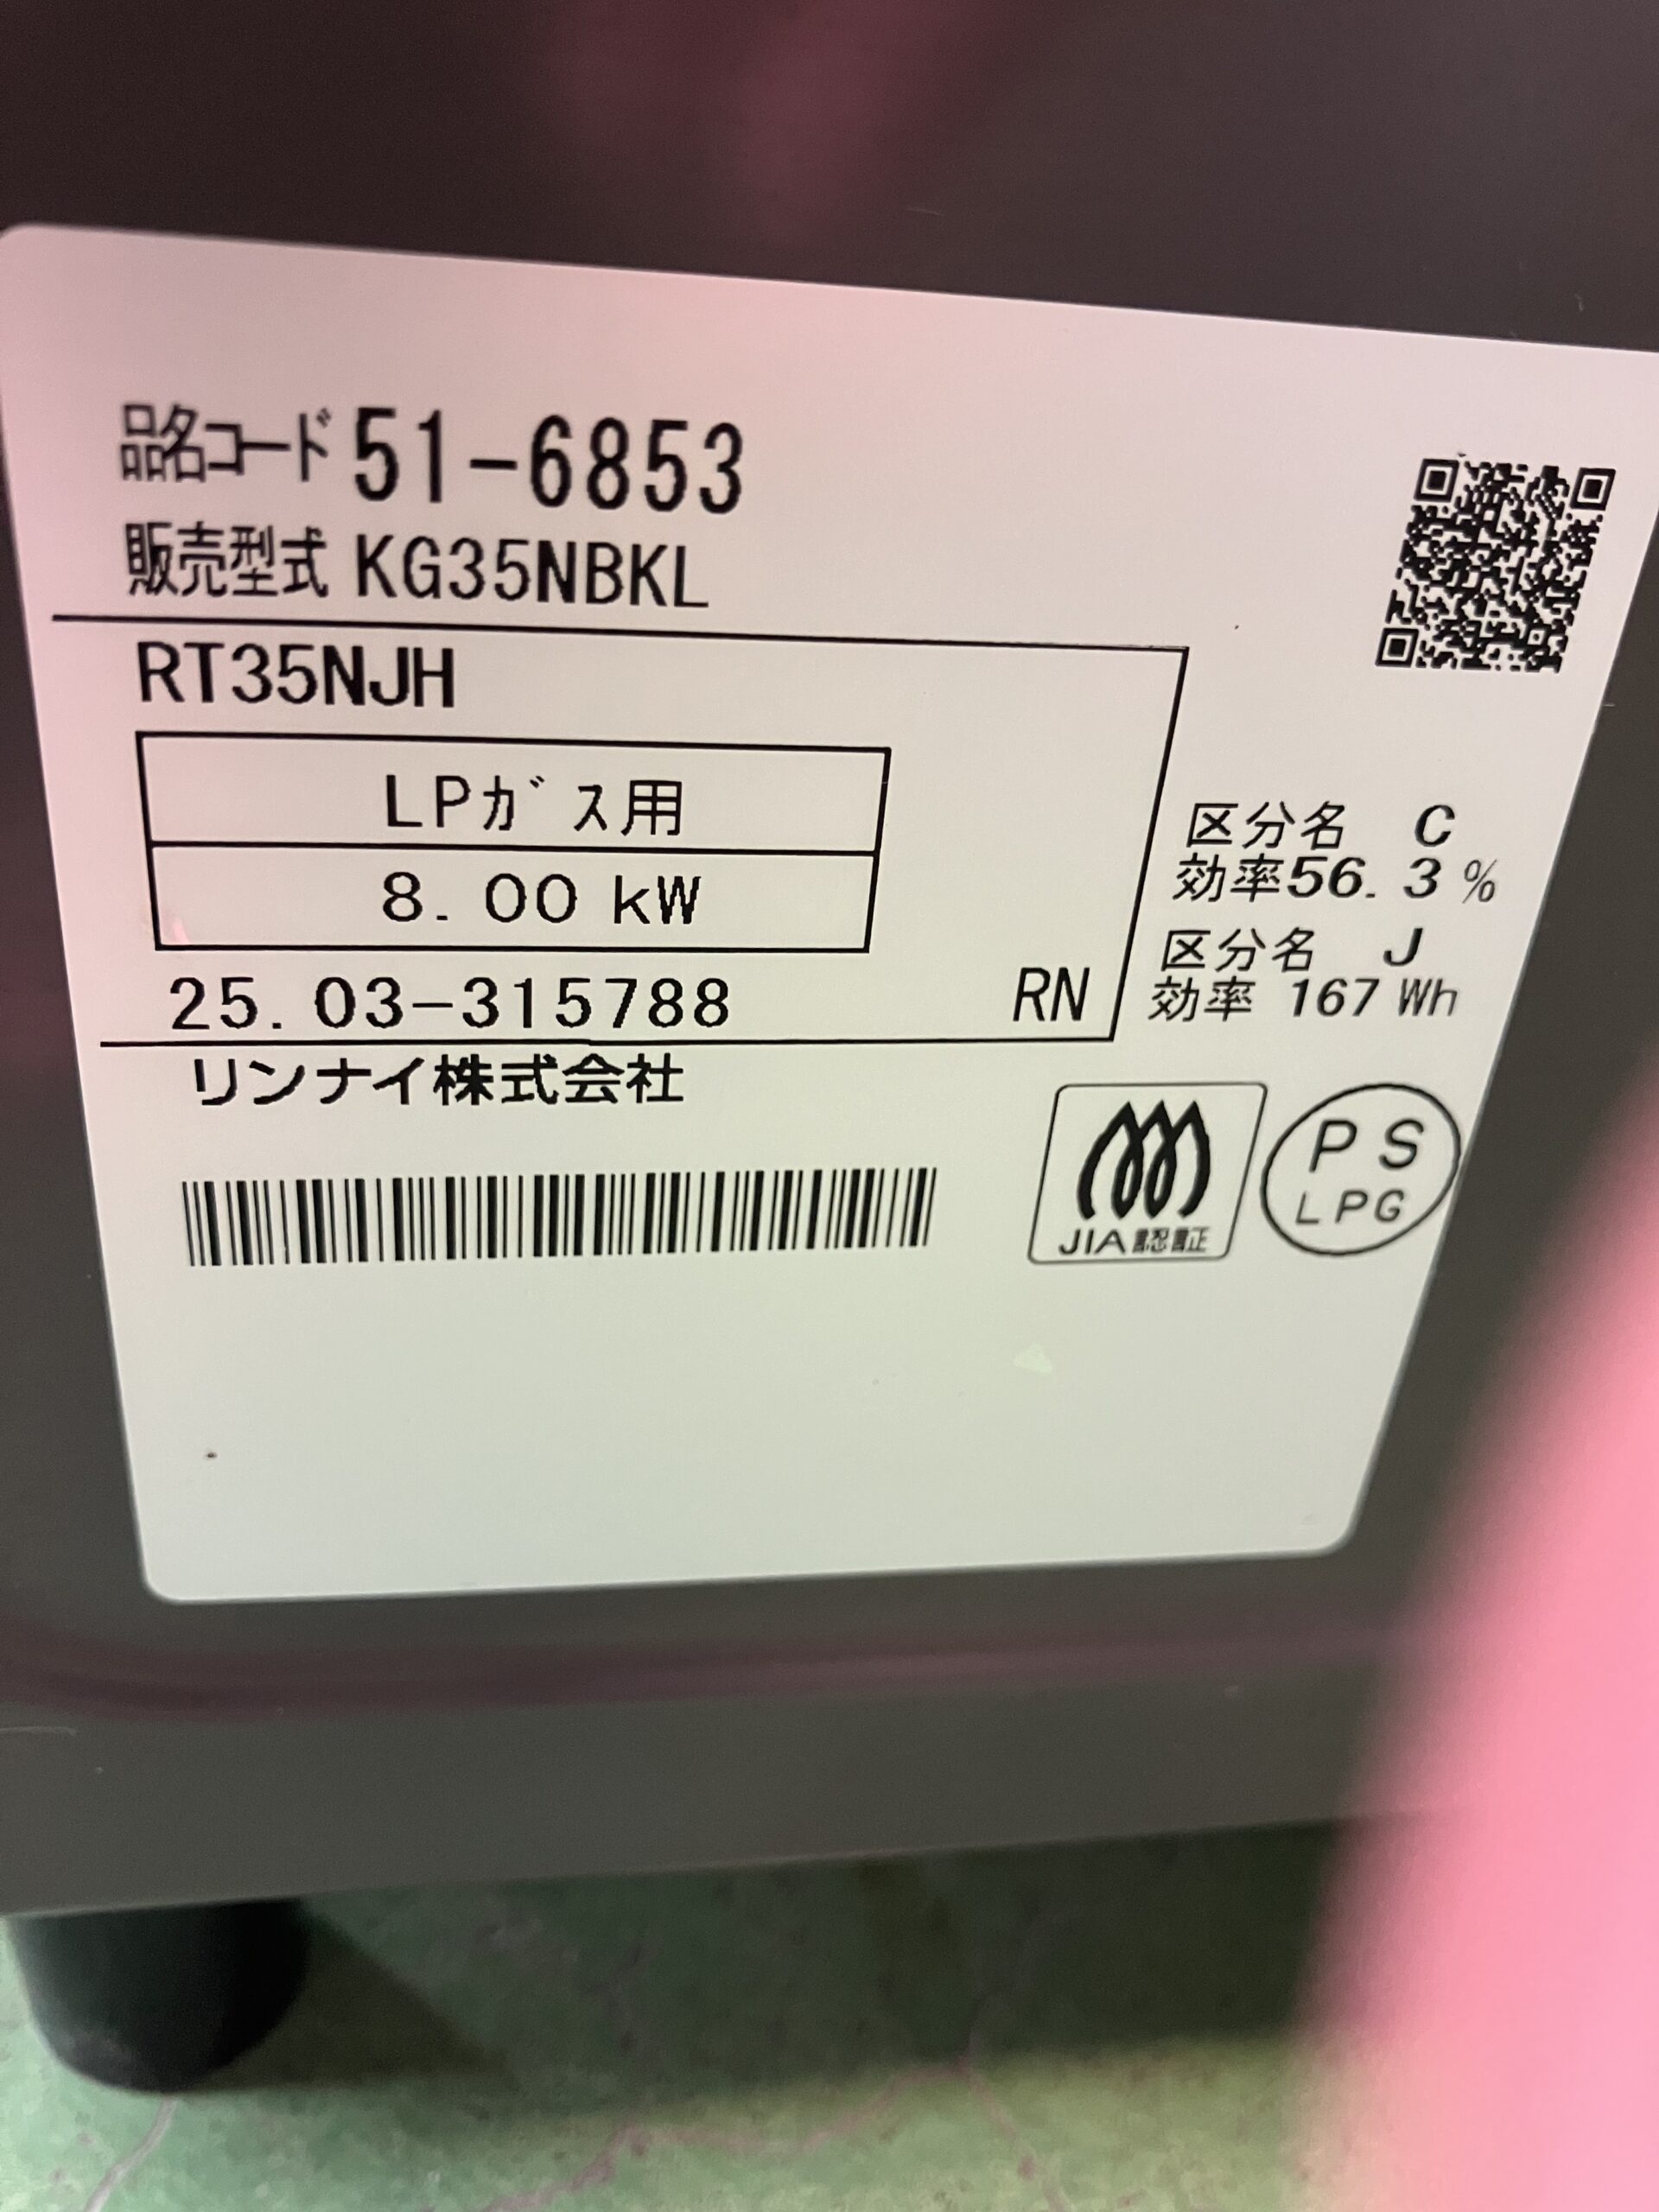 品名コード 51-6853
販売型式 KG35NBKL
RT35NJH
LPガス用
8.00 kW
25.03-315788
RN
リンナイ株式会社
区分名 C
効率56.3%
区分名 J
効率 167 Wh
JIA認証
PS
LPG